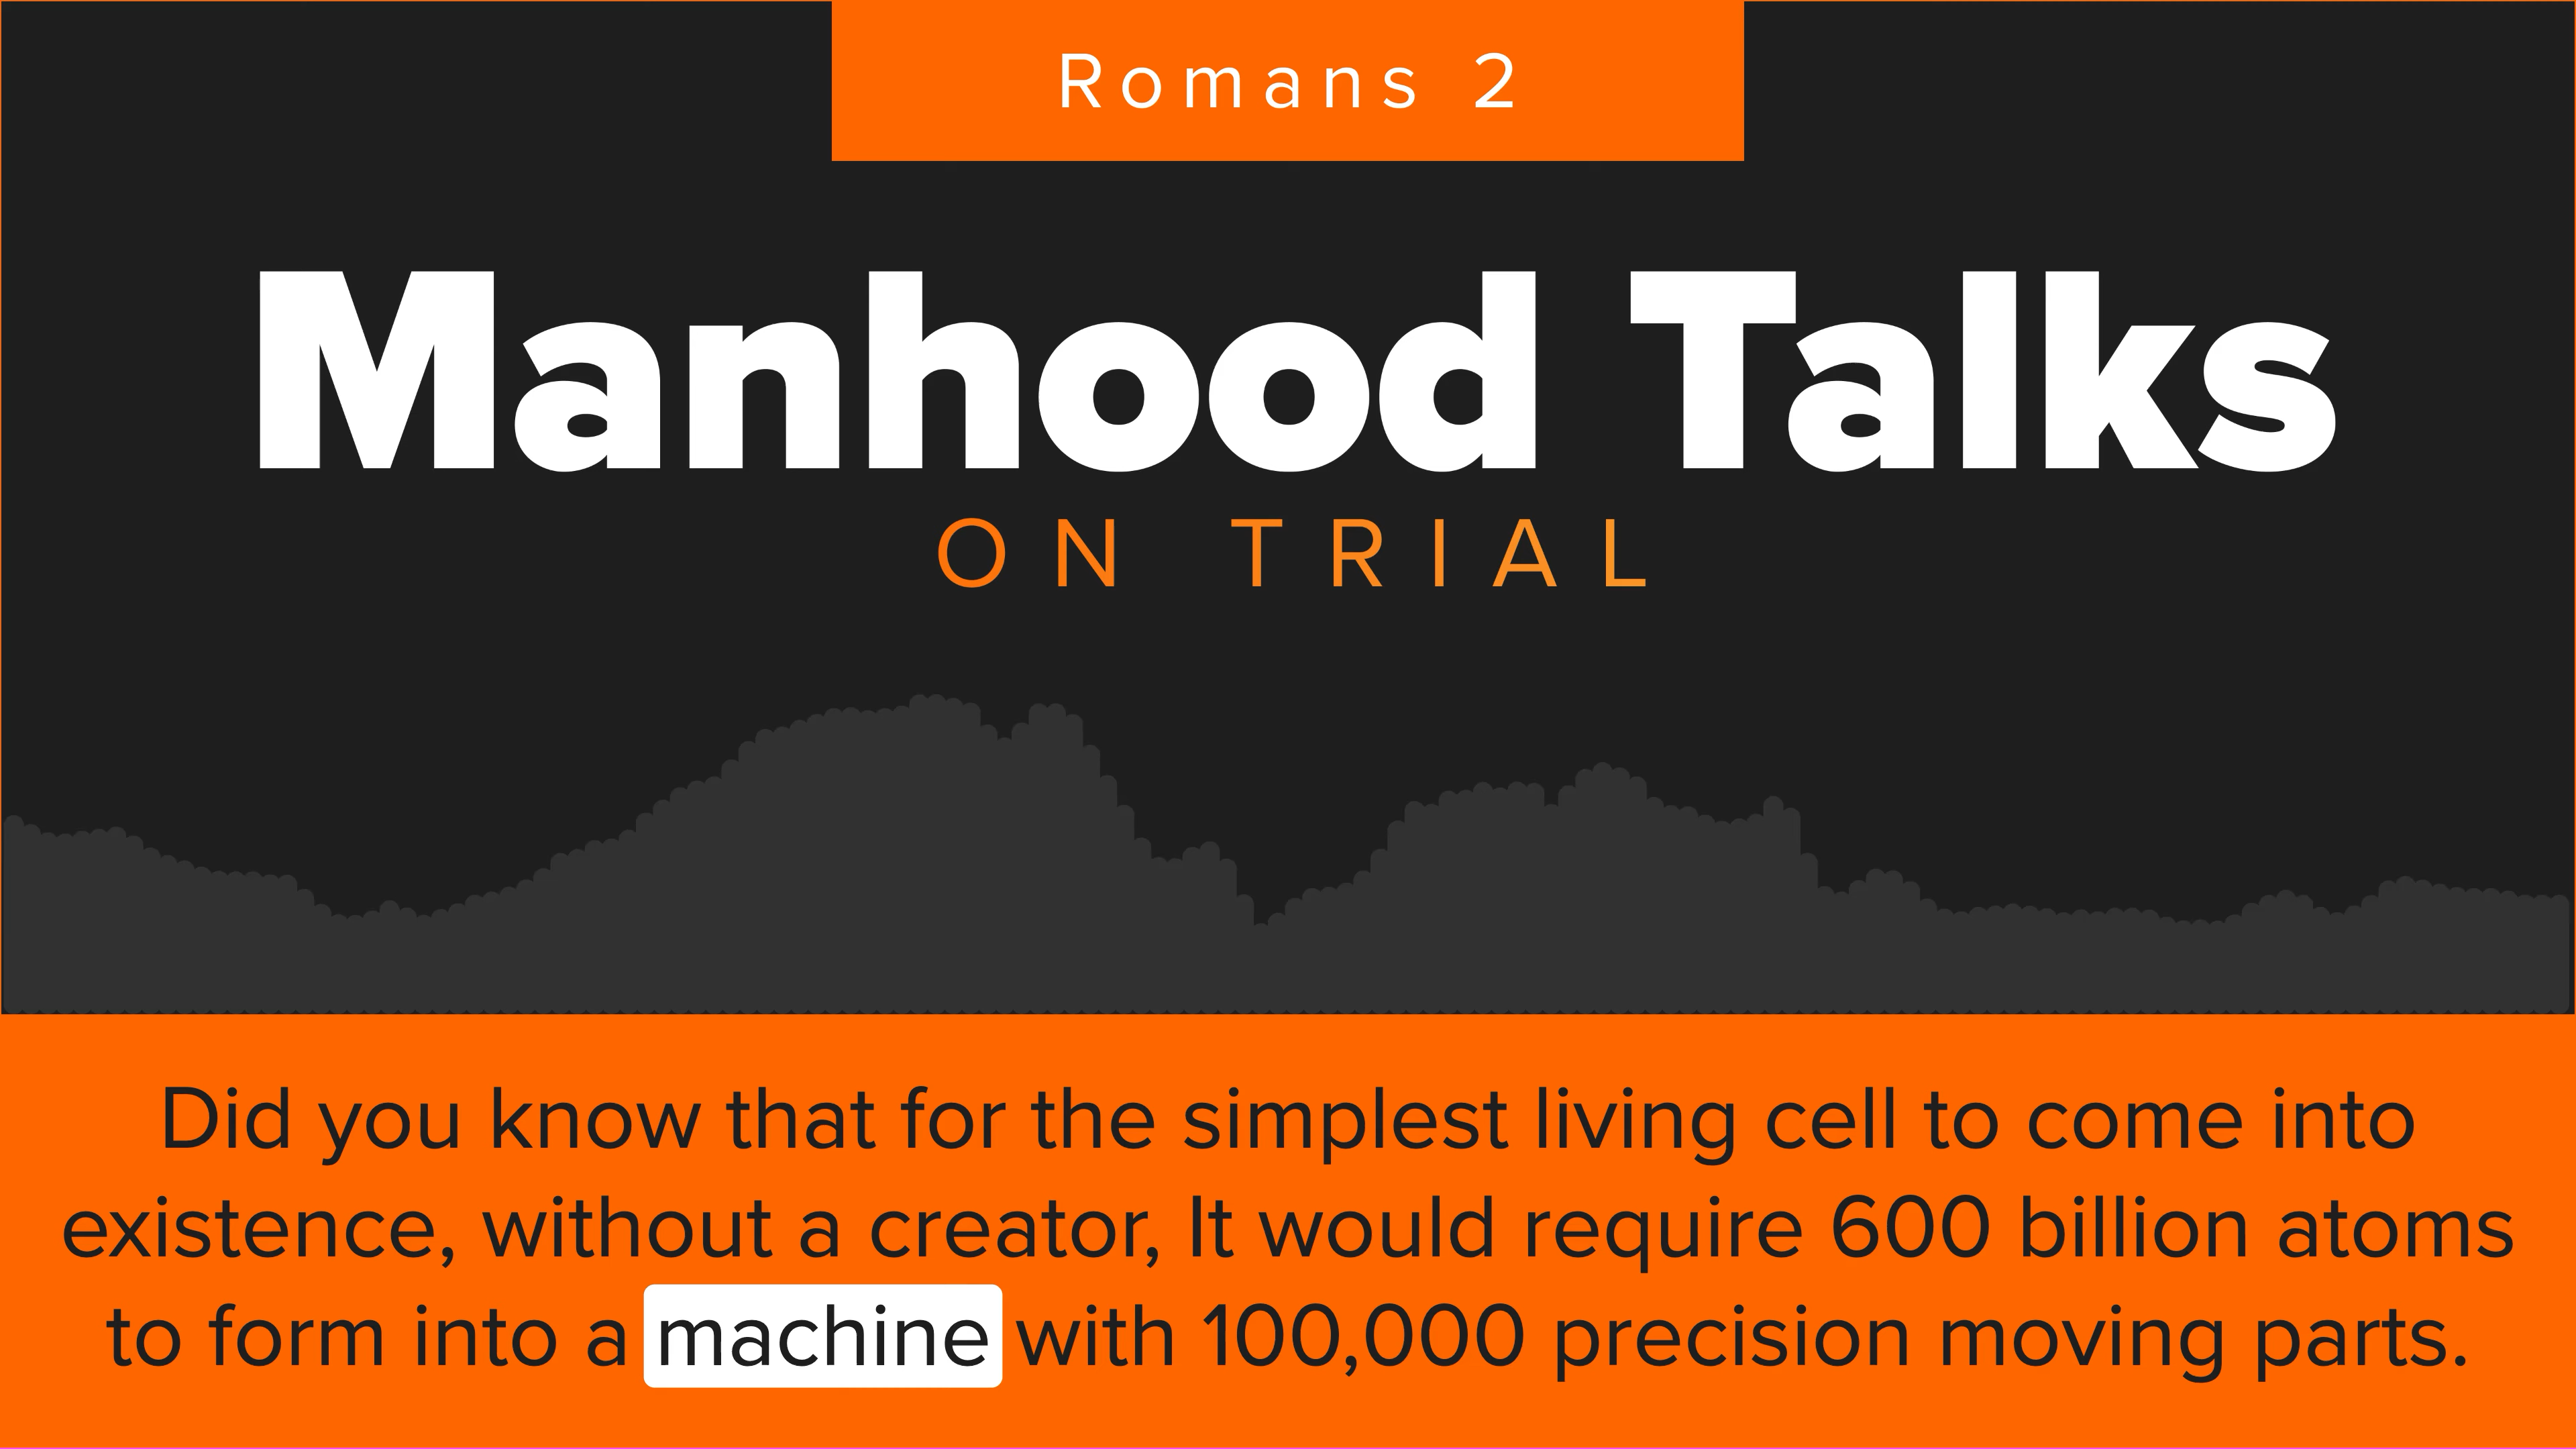 Romans 2
Manhood Talks
ON TRIAL
Did you know that for the simplest living cell to come into
existence, without a creator, It would require 600 billion atoms
to form into a machine with 100,000 precision moving parts.